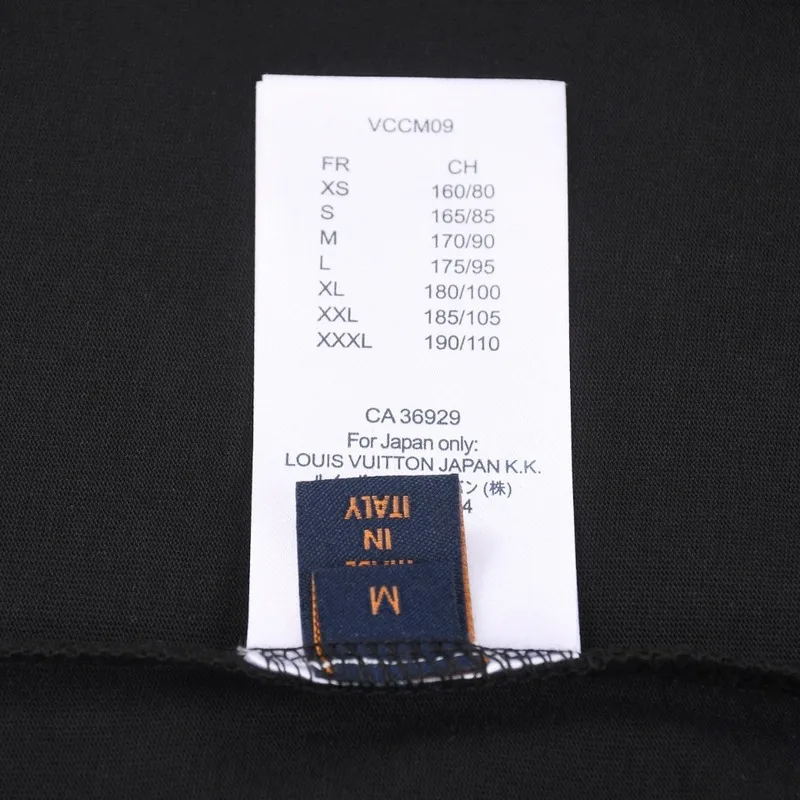 VCCM09
FR CH
XS 160/80
S 165/85
M 170/90
L 175/95
XL 180/100
XXL 185/105
XXXL 190/110
CA 36929
For Japan only:
LOUIS VUITTON JAPAN K.K.
ン (株)
4
ITALY
IN
M